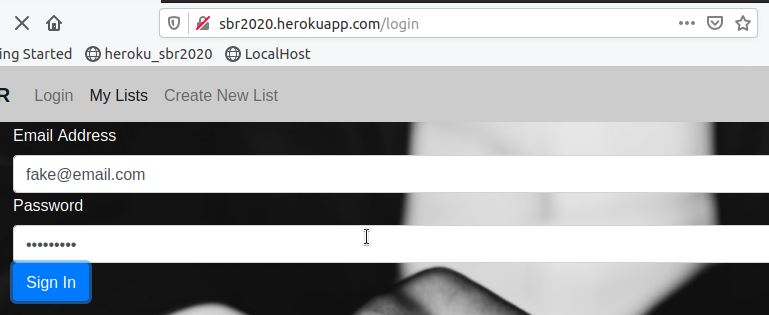 sbr2020.herokuapp.com/login
ing Started heroku_sbr2020 LocalHost
R Login My Lists Create New List
Email Address
fake@email.com
Password
•••••••••
Sign In